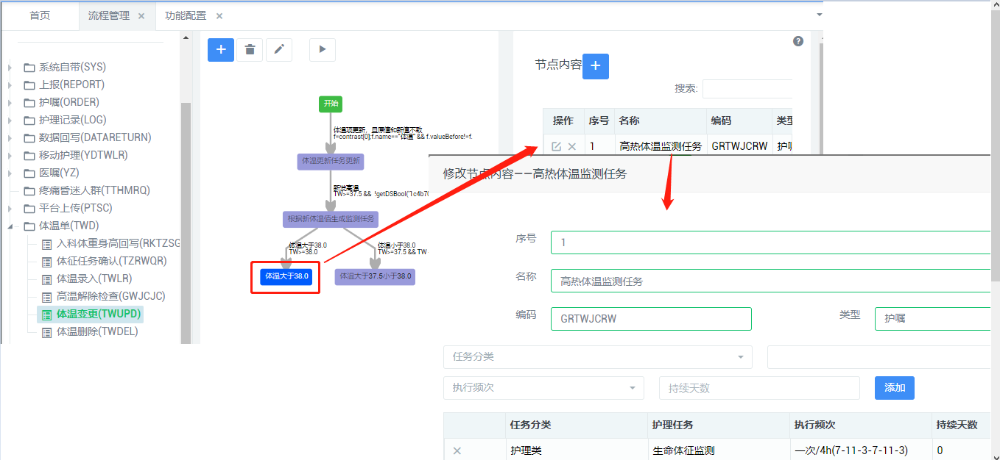 首页
流程管理 ×
功能配置 ×
系统自带(SYS)
上报(REPORT)
护嘱(ORDER)
护理记录(LOG)
数据回写(DATARETURN)
移动护理(YDTWLR)
医嘱(YZ)
疼痛昏迷人群(TTHMRQ)
平台上传(PTSC)
体温单(TWD)
入科体重身高回写(RKTZSG
体征任务确认(TZRWQR)
体温录入(TWLR)
高温解除检查(GWJCJC)
体温变更(TWUPD)
体温删除(TWDEL)
开始
体温项更新，且原值和新值不致
f=contrast[0];f.name=="体温" && f.valueBefore!=f.
体温更新任务更新
新发高温
TW>=37.5 && !getDSBool('1c4b70
根据新体温值生成监测任务
体温大于38.0
TW>=38.0
体温小于38.0
TW>=37.5 && TW
体温大于38.0
体温大于37.5小于38.0
节点内容
搜索:
操作 序号 名称 编码 类型
1 高热体温监测任务 GRTWJCRW 护嘱
修改节点内容——高热体温监测任务
序号 1
名称 高热体温监测任务
编码 GRTWJCRW 类型 护嘱
任务分类
执行频次 持续天数 添加
任务分类 护理任务 执行频次 持续天数
护理类 生命体征监测 一次/4h(7-11-3-7-11-3) 0